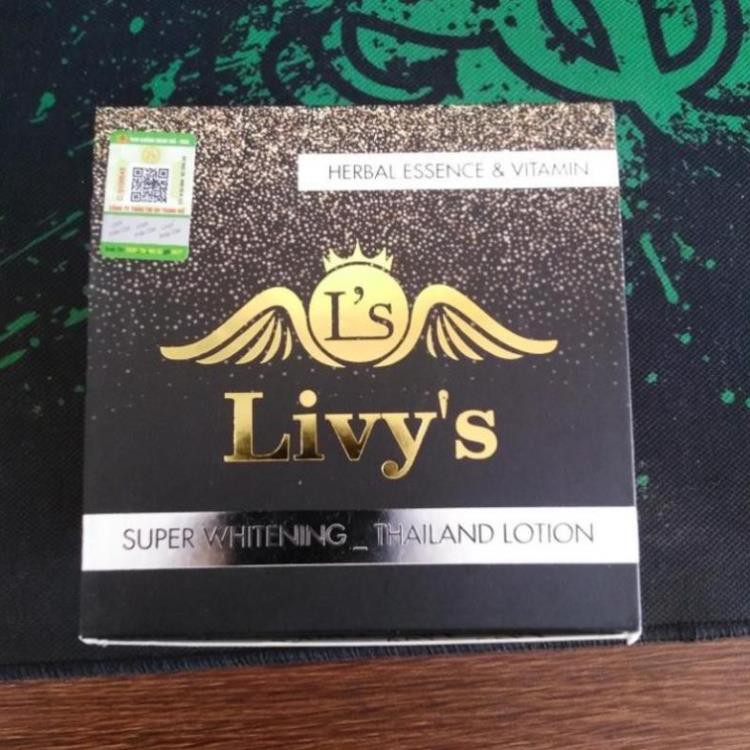 HERBAL ESSENCE & VITAMIN
L's
Livy's
SUPER WHITENING _ THAILAND LOTION